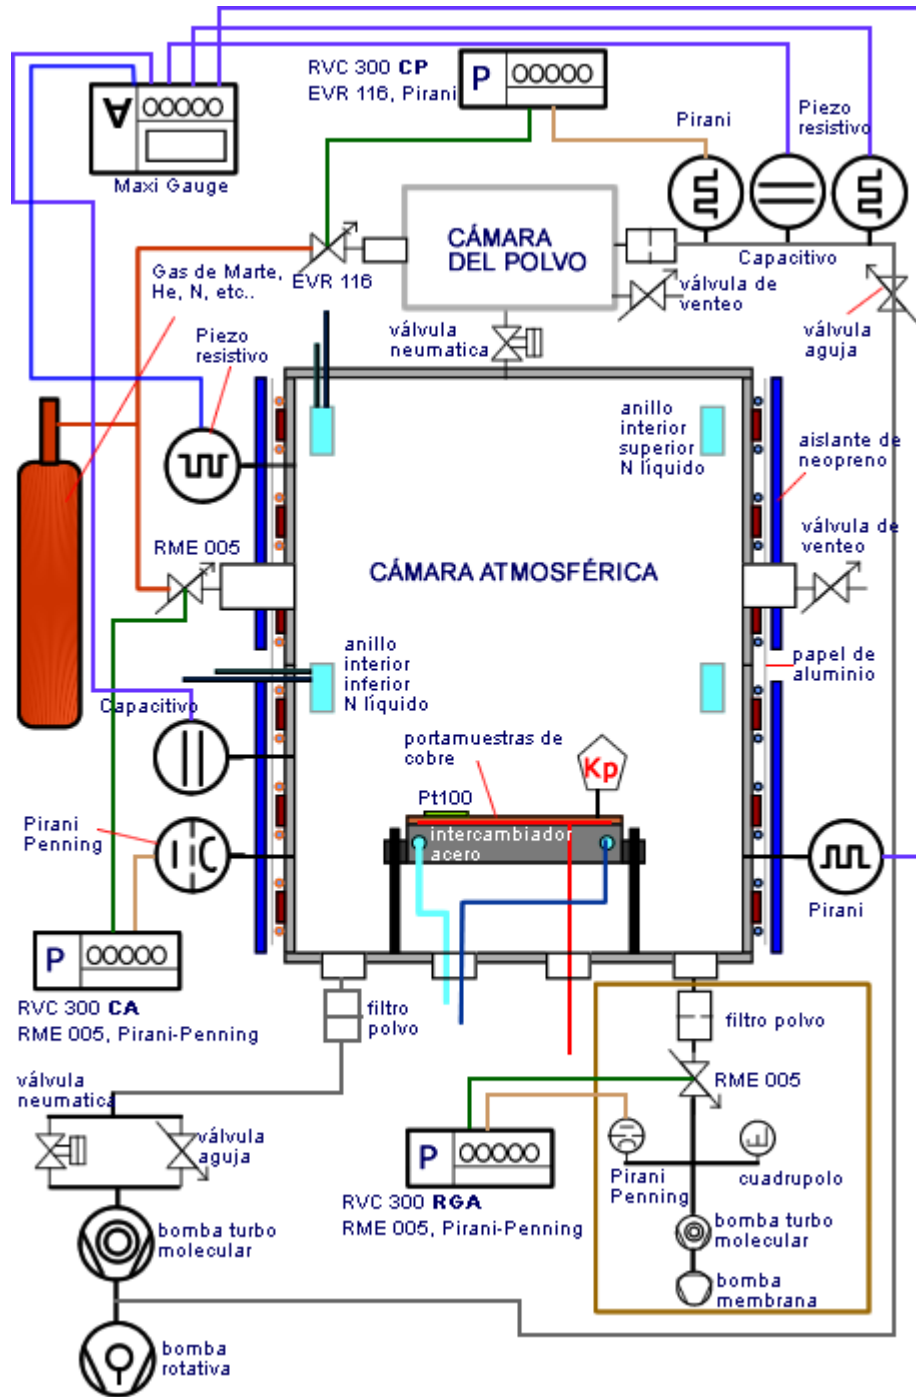 RVC 300 CP
EVR 116, Pirani
P
OOOOO
A
OOOOO
Maxi Gauge
Pirani
Piezo
resistivo
CÁMARA
DEL POLVO
Capacitivo
EVR 116
Gas de Marte,
He, N, etc..
válvula de
venteo
válvula
aguja
válvula
neumatica
Piezo
resistivo
anillo
interior
superior
N líquido
aislante de
neopreno
RME 005
válvula de
venteo
CÁMARA ATMOSFÉRICA
anillo
interior
inferior
N líquido
papel de
aluminio
Capacitivo
portamuestras de
cobre
Kp
Pt100
intercambiador
acero
Pirani
Penning
Pirani
P
OOOOO
RVC 300 CA
RME 005, Pirani-Penning
filtro
polvo
filtro polvo
RME 005
válvula
neumatica
válvula
aguja
P
OOOOO
RVC 300 RGA
RME 005, Pirani-Penning
Pirani
Penning
cuadrupolo
bomba turbo
molecular
bomba turbo
molecular
bomba
membrana
bomba
rotativa